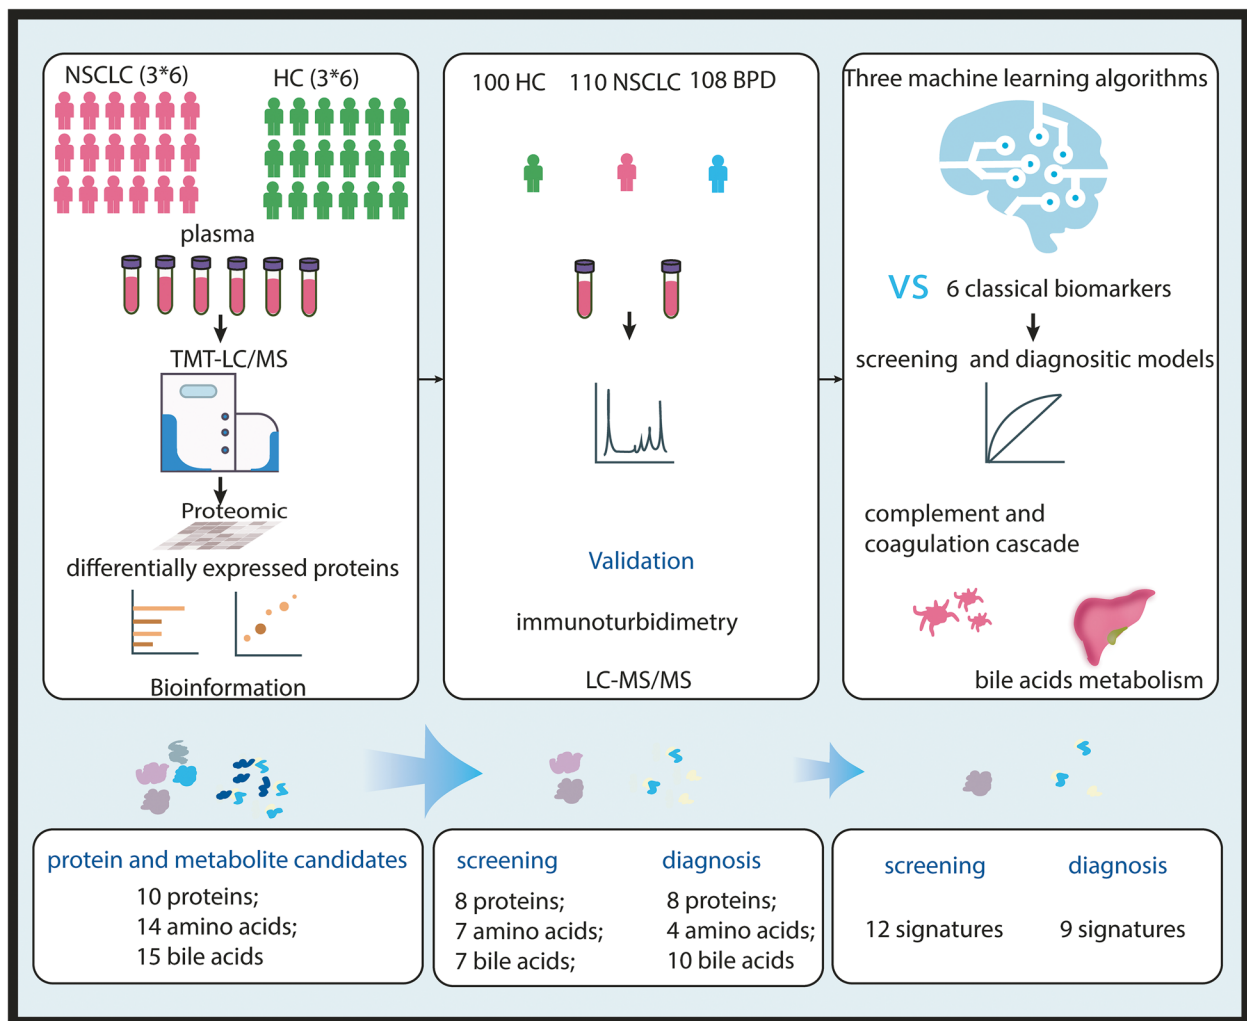 NSCLC (3*6)
HC (3*6)
plasma
TMT-LC/MS
Proteomic
differentially expressed proteins
Bioinformation
100 HC
110 NSCLC
108 BPD
Validation
immunoturbidimetry
LC-MS/MS
Three machine learning algorithms
VS 6 classical biomarkers
screening and diagnositic models
complement and
coagulation cascade
bile acids metabolism
protein and metabolite candidates
10 proteins;
14 amino acids;
15 bile acids
screening
8 proteins;
7 amino acids;
7 bile acids;
diagnosis
8 proteins;
4 amino acids;
10 bile acids
screening
12 signatures
diagnosis
9 signatures